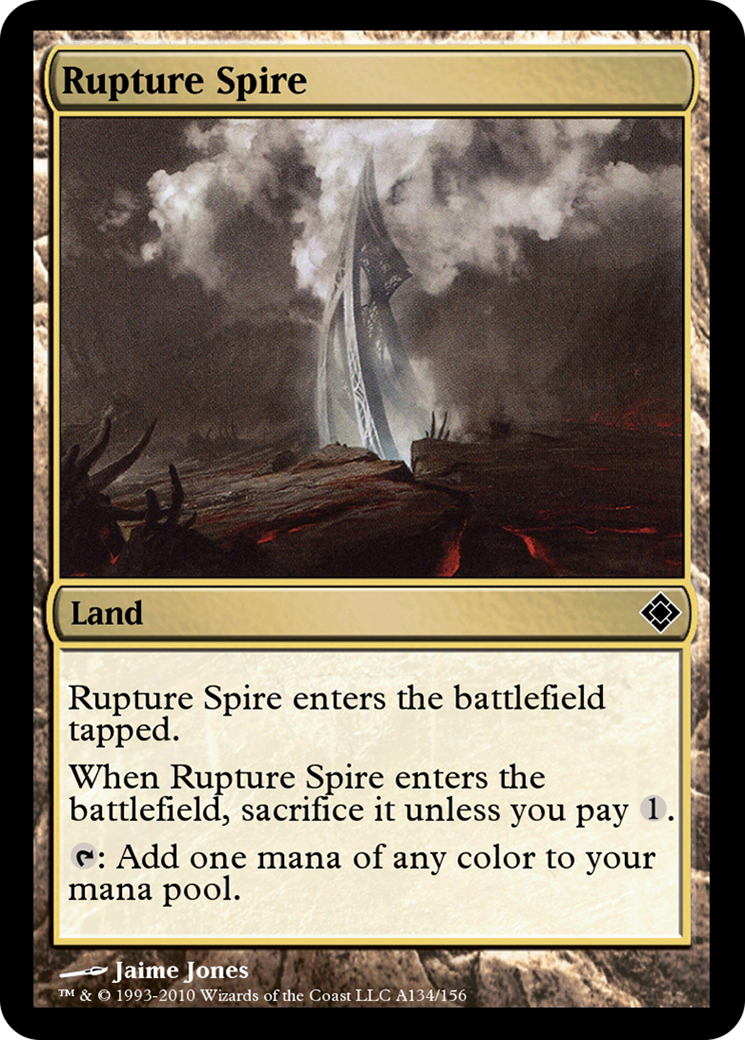 Rupture Spire
Land
Rupture Spire enters the battlefield
tapped.
When Rupture Spire enters the
battlefield, sacrifice it unless you pay 1.
: Add one mana of any color to your
mana pool.
Jaime Jones
™ & © 1993-2010 Wizards of the Coast LLC A134/156